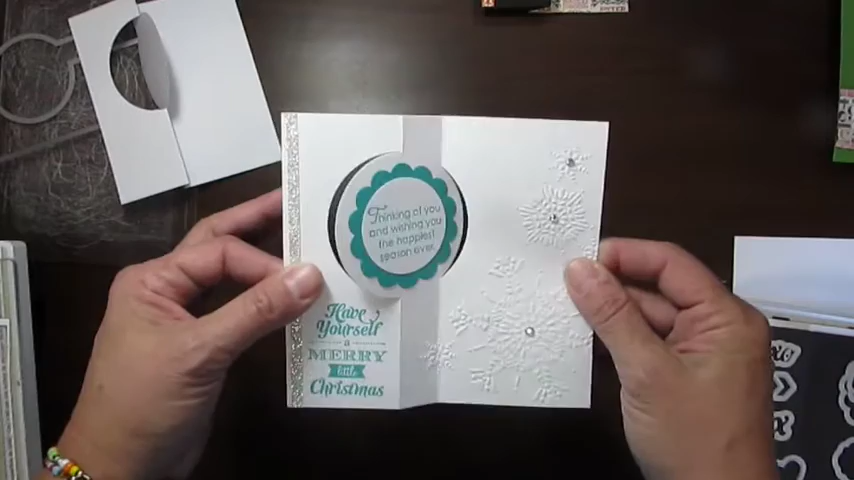 Thinking of you
and wishing you
the happiest
season ever.
Have
Yourself
a
MERRY
little
Christmas